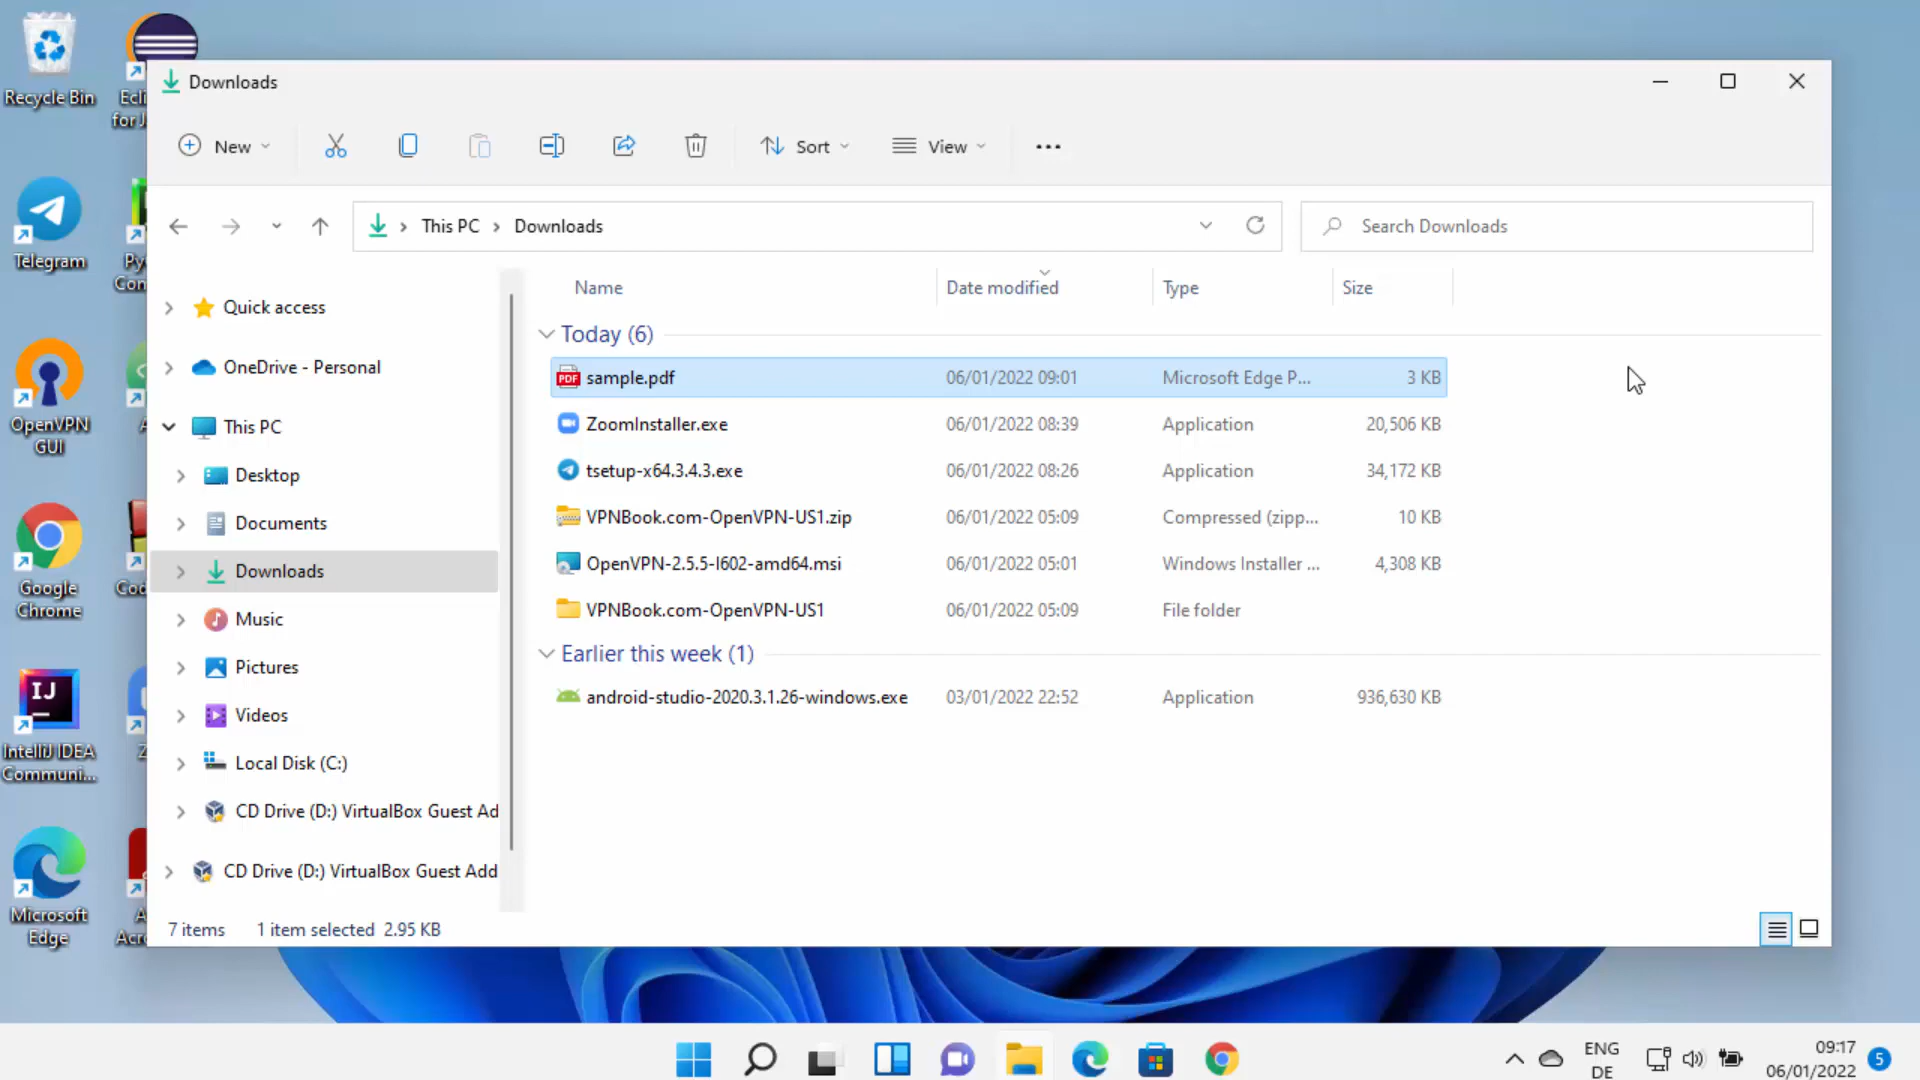 Recycle Bin
Telegram
OpenVPN
GUI
Google
Chrome
IJ
IntelliJ IDEA
Communi...
Microsoft
Edge
Ecli
for J
Downloads
New
Sort
View
This PC
Downloads
Search Downloads
Quick access
OneDrive - Personal
This PC
Desktop
Documents
Downloads
Music
Pictures
Videos
Local Disk (C:)
CD Drive (D:) VirtualBox Guest Ad
CD Drive (D:) VirtualBox Guest Add
Name Date modified Type Size
Today (6)
PDF sample.pdf 06/01/2022 09:01 Microsoft Edge P... 3 KB
ZoomInstaller.exe 06/01/2022 08:39 Application 20,506 KB
tsetup-x64.3.4.3.exe 06/01/2022 08:26 Application 34,172 KB
VPNBook.com-OpenVPN-US1.zip 06/01/2022 05:09 Compressed (zipp... 10 KB
OpenVPN-2.5.5-I602-amd64.msi 06/01/2022 05:01 Windows Installer ... 4,308 KB
VPNBook.com-OpenVPN-US1 06/01/2022 05:09 File folder
Earlier this week (1)
android-studio-2020.3.1.26-windows.exe 03/01/2022 22:52 Application 936,630 KB
7 items 1 item selected 2.95 KB
ENG
DE
09:17
06/01/2022
5